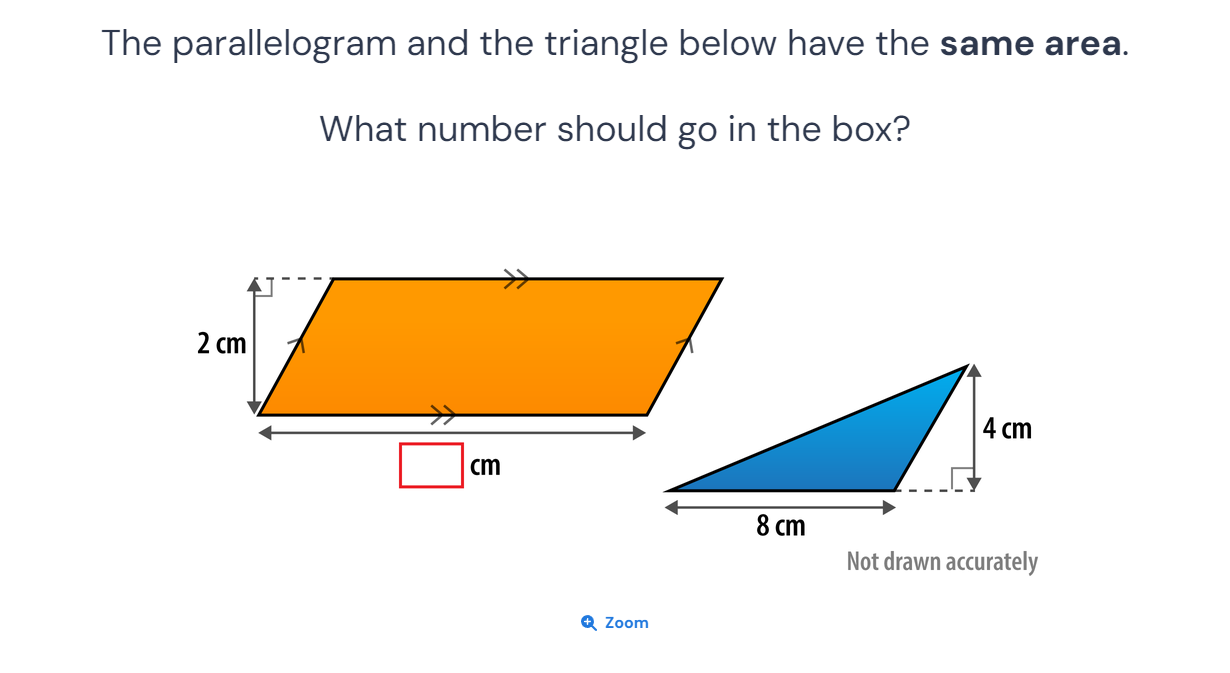 The parallelogram and the triangle below have the same area.
What number should go in the box?
2 cm
cm
4 cm
8 cm
Not drawn accurately
Zoom